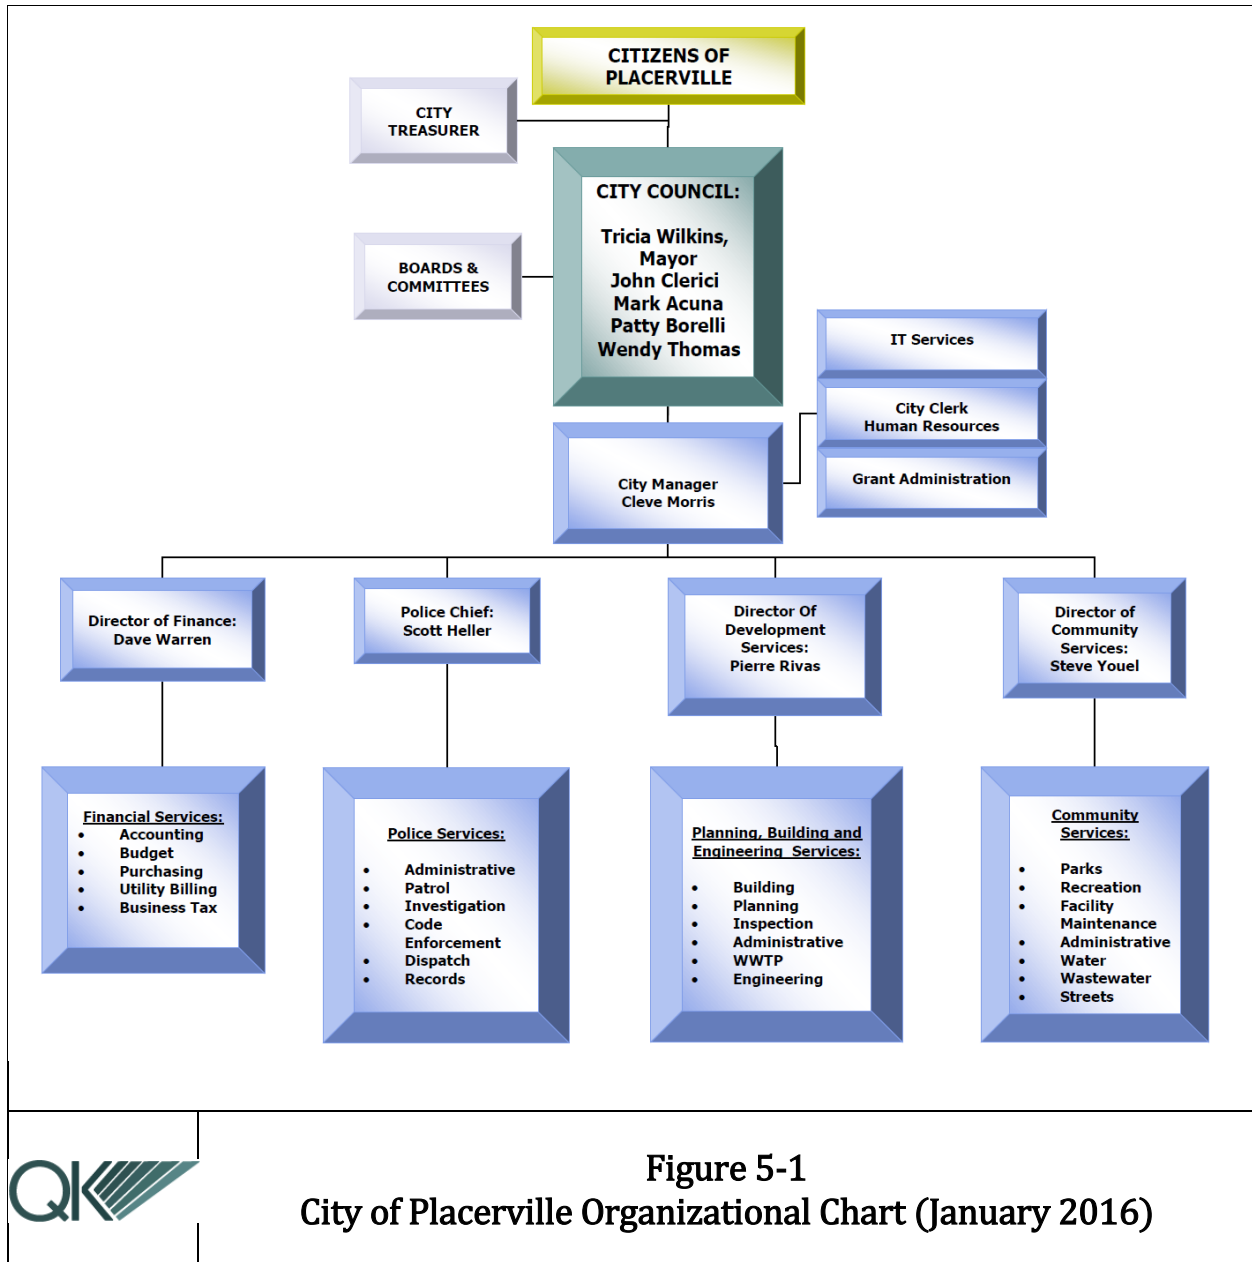 CITIZENS OF
PLACERVILLE
CITY
TREASURER
CITY COUNCIL:
Tricia Wilkins,
Mayor
John Clerici
Mark Acuna
Patty Borelli
Wendy Thomas
BOARDS &
COMMITTEES
IT Services
City Clerk
Human Resources
Grant Administration
City Manager
Cleve Morris
Director of Finance:
Dave Warren
Police Chief:
Scott Heller
Director Of
Development
Services:
Pierre Rivas
Director of
Community
Services:
Steve Youel
Financial Services:
• Accounting
• Budget
• Purchasing
• Utility Billing
• Business Tax
Police Services:
• Administrative
• Patrol
• Investigation
• Code
Enforcement
• Dispatch
• Records
Planning, Building and
Engineering Services:
• Building
• Planning
• Inspection
• Administrative
• WWTP
• Engineering
Community
Services:
• Parks
• Recreation
• Facility
Maintenance
• Administrative
• Water
• Wastewater
• Streets
QK
Figure 5-1
City of Placerville Organizational Chart (January 2016)